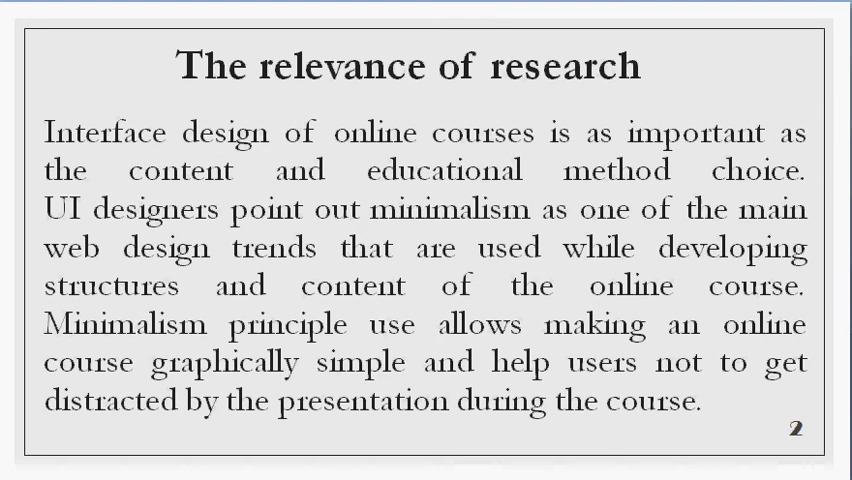 The relevance of research
Interface design of online courses is as important as
the content and educational method choice.
UI designers point out minimalism as one of the main
web design trends that are used while developing
structures and content of the online course.
Minimalism principle use allows making an online
course graphically simple and help users not to get
distracted by the presentation during the course.
2